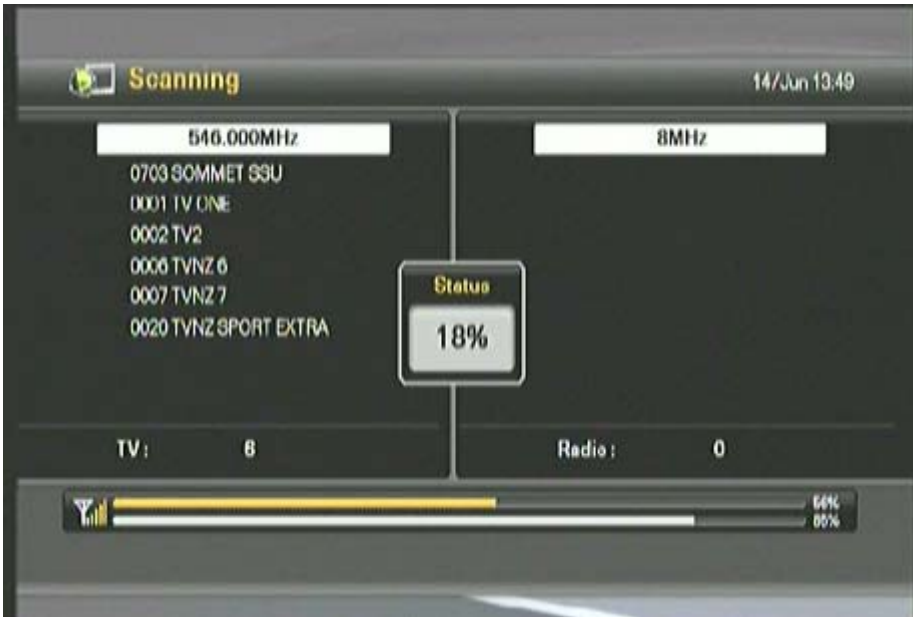 Scanning
14/Jun 13:49
546.000MHz
8MHz
0703 SOMMET SSU
0001 TV ONE
0002 TV2
0006 TVNZ 6
0007 TVNZ 7
0020 TVNZ SPORT EXTRA
Status
18%
TV: 6
Radio: 0
85%